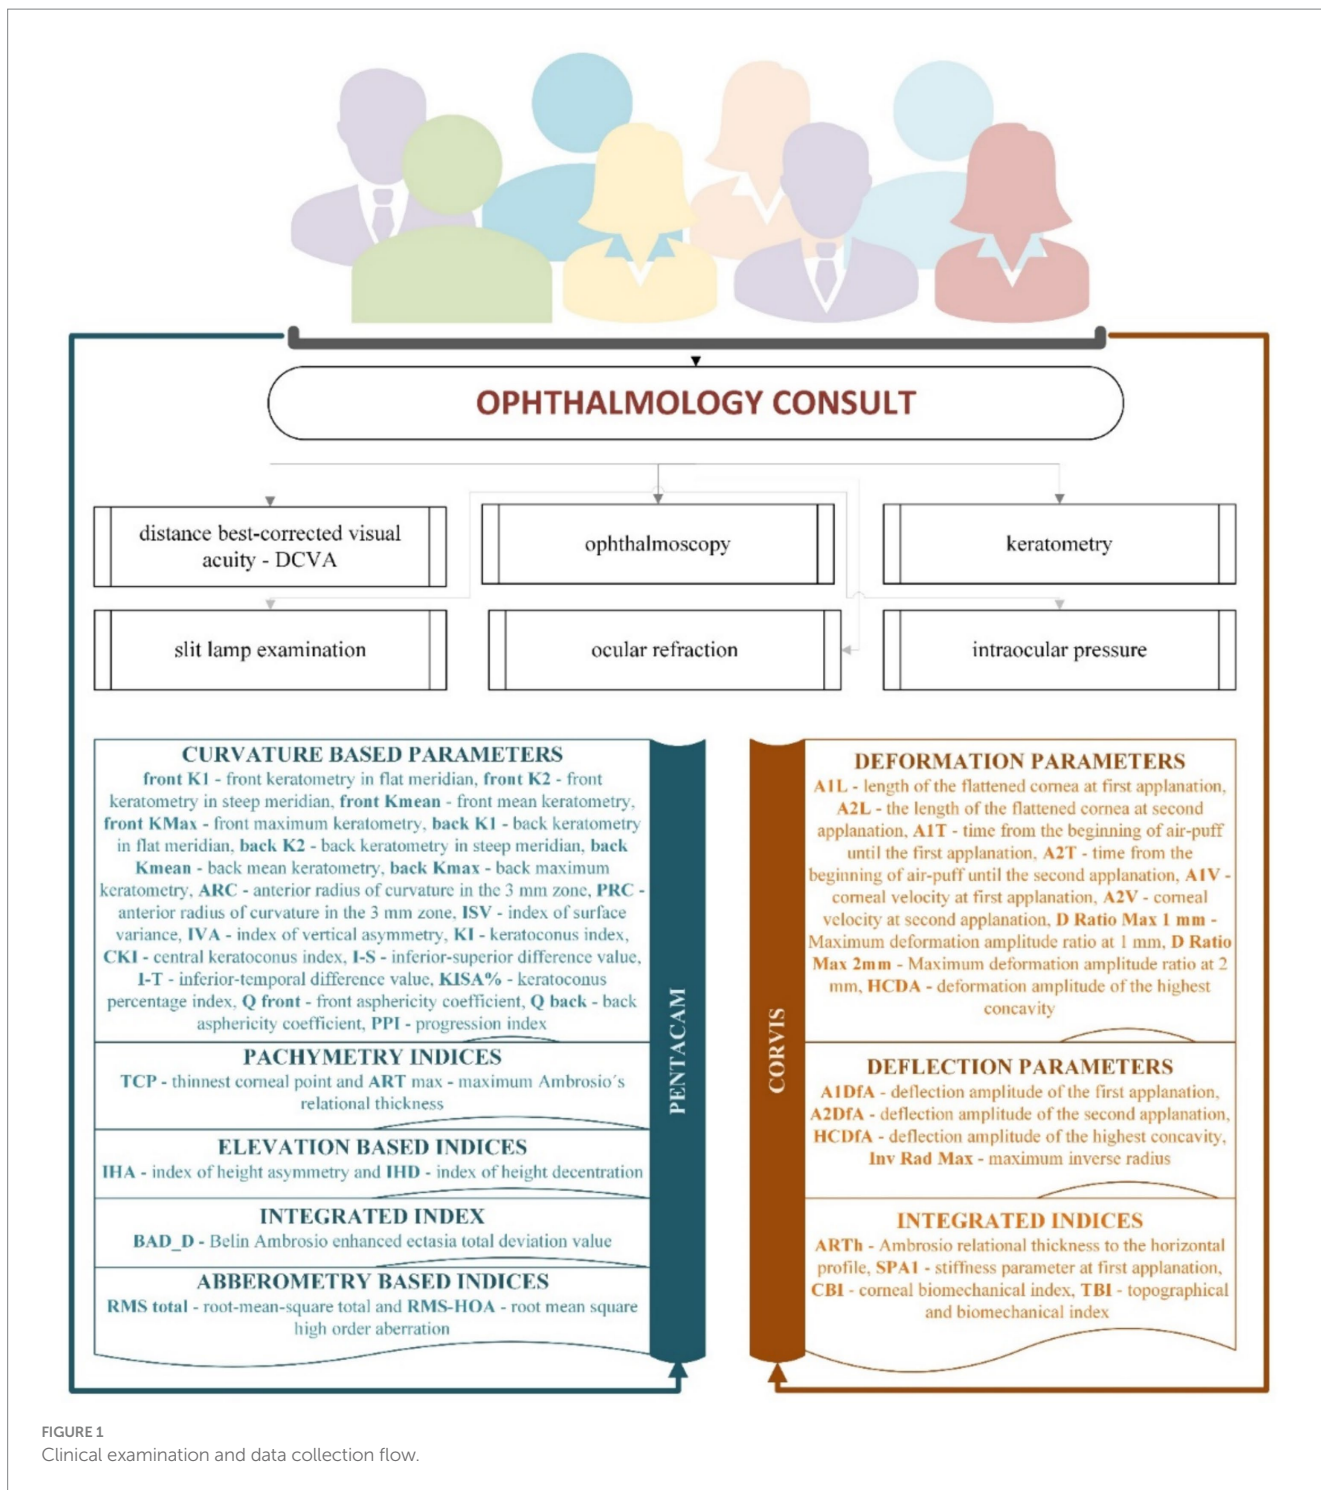 OPHTHALMOLOGY CONSULT
distance best-corrected visual
acuity - DCVA
ophthalmoscopy
keratometry
slit lamp examination
ocular refraction
intraocular pressure
CURVATURE BASED PARAMETERS
front K1 - front keratometry in flat meridian, front K2 - front
keratometry in steep meridian, front Kmean - front mean keratometry,
front KMax - front maximum keratometry, back K1 - back keratometry
in flat meridian, back K2 - back keratometry in steep meridian, back
Kmean - back mean keratometry, back Kmax - back maximum
keratometry, ARC - anterior radius of curvature in the 3 mm zone, PRC -
anterior radius of curvature in the 3 mm zone, ISV - index of surface
variance, IVA - index of vertical asymmetry, KI - keratoconus index,
CKI - central keratoconus index, I-S - inferior-superior difference value,
I-T - inferior-temporal difference value, KISA% - keratoconus
percentage index, Q front - front asphericity coefficient, Q back - back
asphericity coefficient, PPI - progression index
PACHYMETRY INDICES
TCP - thinnest corneal point and ART max - maximum Ambrosio´s
relational thickness
ELEVATION BASED INDICES
IHA - index of height asymmetry and IHD - index of height decentration
INTEGRATED INDEX
BAD_D - Belin Ambrosio enhanced ectasia total deviation value
ABBEROMETRY BASED INDICES
RMS total - root-mean-square total and RMS-HOA - root mean square
high order aberration
PENTACAM
CORVIS
DEFORMATION PARAMETERS
A1L - length of the flattened cornea at first applanation,
A2L - the length of the flattened cornea at second
applanation, A1T - time from the beginning of air-puff
until the first applanation, A2T - time from the
beginning of air-puff until the second applanation, A1V -
corneal velocity at first applanation, A2V - corneal
velocity at second applanation, D Ratio Max 1 mm -
Maximum deformation amplitude ratio at 1 mm, D Ratio
Max 2mm - Maximum deformation amplitude ratio at 2
mm, HCDA - deformation amplitude of the highest
concavity
DEFLECTION PARAMETERS
A1DfA - deflection amplitude of the first applanation,
A2DfA - deflection amplitude of the second applanation,
HCDfA - deflection amplitude of the highest concavity,
Inv Rad Max - maximum inverse radius
INTEGRATED INDICES
ARTh - Ambrosio relational thickness to the horizontal
profile, SPA1 - stiffness parameter at first applanation,
CBI - corneal biomechanical index, TBI - topographical
and biomechanical index
FIGURE 1
Clinical examination and data collection flow.